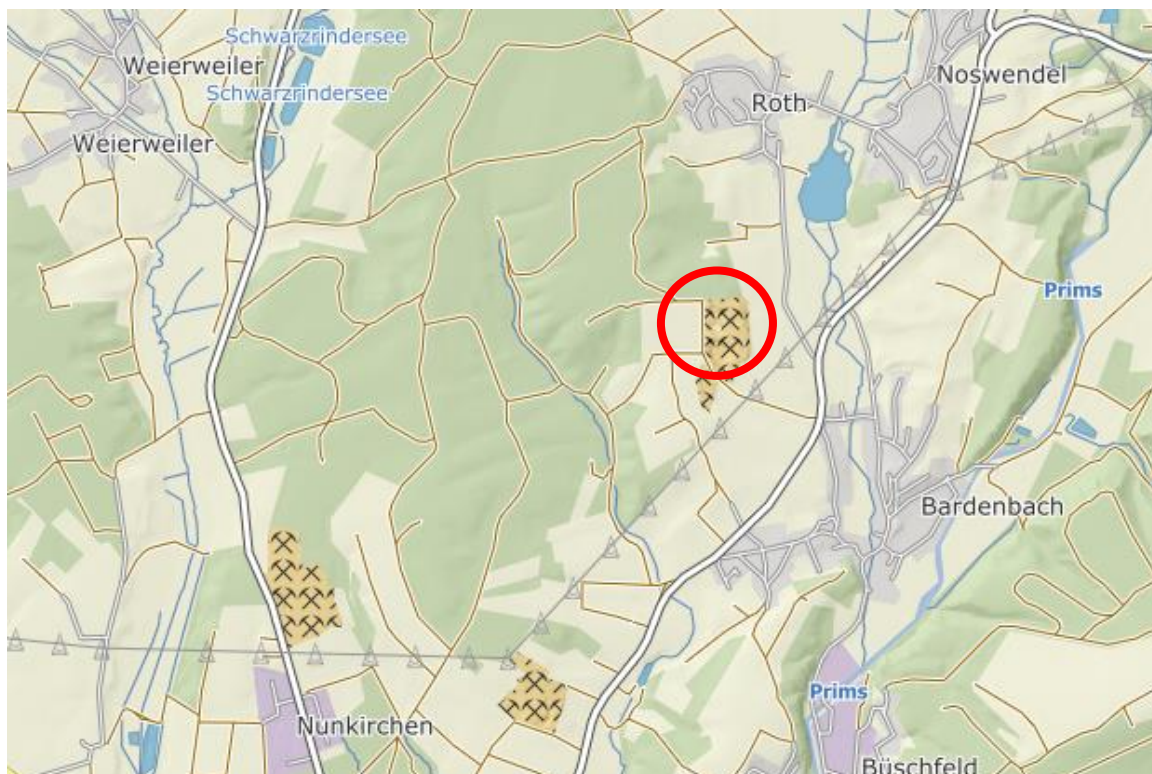 Schwarzrindersee
Weierweiler
Noswendel
Schwarzrindersee
Roth
Weierweiler
Prims
Bardenbach
Prims
Nunkirchen
Büschfeld